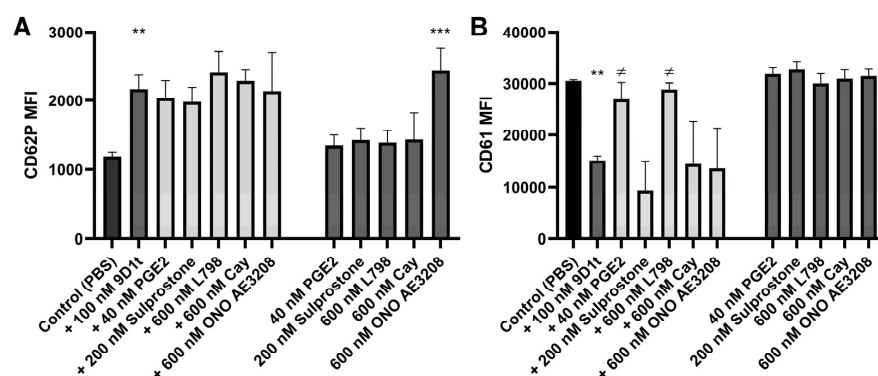 A
CD62P MFI
3000
2000
1000
0
**
***
Control (PBS)
+ 100 nM 9D1t
+ 40 nM PGE2
+ 200 nM Sulprostone
+ 600 nM L798
+ 600 nM Cay
+ 600 nM ONO AE3208
40 nM PGE2
200 nM Sulprostone
600 nM L798
600 nM Cay
600 nM ONO AE3208
B
CD61 MFI
40000
30000
20000
10000
0
**
≠
≠
Control (PBS)
+ 100 nM 9D1t
+ 40 nM PGE2
+ 200 nM Sulprostone
+ 600 nM L798
+ 600 nM Cay
+ 600 nM ONO AE3208
40 nM PGE2
200 nM Sulprostone
600 nM L798
600 nM Cay
600 nM ONO AE3208